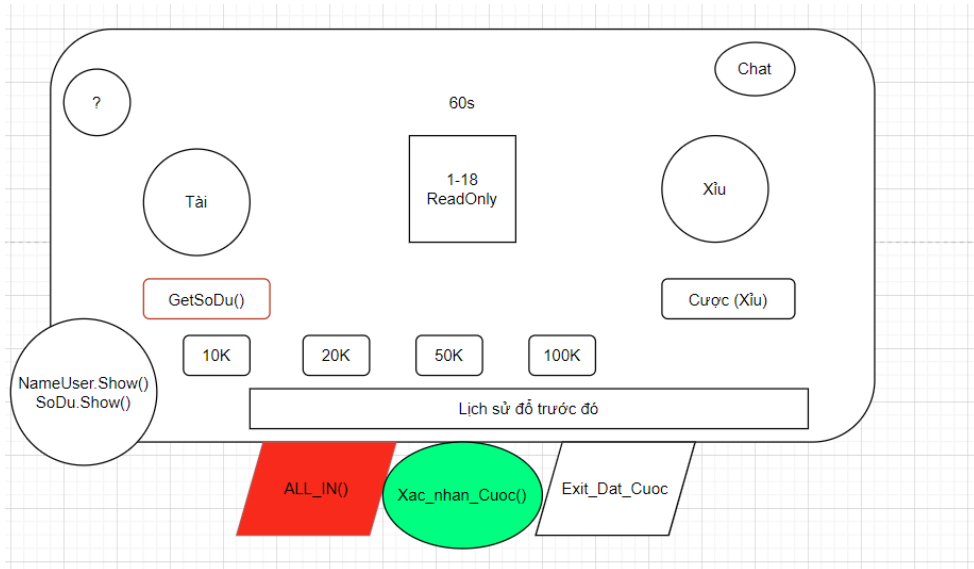 Chat
?
60s
Tài
1-18
ReadOnly
Xỉu
GetSoDu()
Cược (Xỉu)
10K
20K
50K
100K
NameUser.Show()
SoDu.Show()
Lịch sử đổ trước đó
ALL_IN()
Xac_nhan_Cuoc()
Exit_Dat_Cuoc